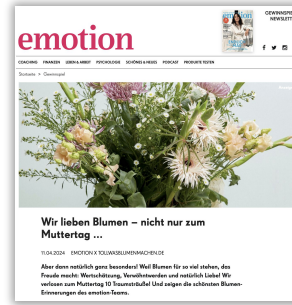 GEWINNSPIE
NEWSLETT
emotion
emotion
COACHING FINANZEN LEBEN & ARBEIT PSYCHOLOGIE SCHÖNES & NEUES PODCAST PRODUKTE TESTEN
Startseite > Gewinnspiel
Wir lieben Blumen – nicht nur zum
Muttertag ...
11.04.2024 EMOTION X TOLLWASBLUMENMACHEN.DE
Aber dann natürlich ganz besonders! Weil Blumen für so viel stehen, das
Freude macht: Wertschätzung, Verwöhntwerden und natürlich Liebe! Wir
verlosen zum Muttertag 10 Traumsträuße! Und zeigen die schönsten Blumen-
Erinnerungen des emotion-Teams.